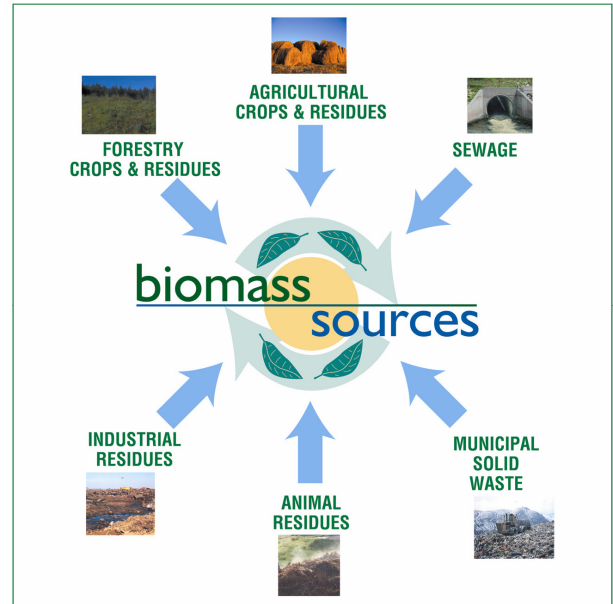 AGRICULTURAL
CROPS & RESIDUES
FORESTRY
CROPS & RESIDUES
SEWAGE
biomass
sources
INDUSTRIAL
RESIDUES
ANIMAL
RESIDUES
MUNICIPAL
SOLID
WASTE